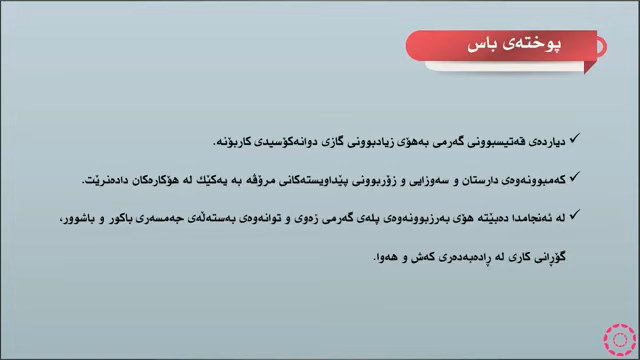 پوختەی باس
دیاردەی قەتیسبوونی گەرمی بەهۆی زیادبوونی گازی دوانەکۆسیدی کاربۆنە.
کەمبوونەوەی دارستان و سەوزایی و زۆربوونی پێداویستەکانی مرۆڤە بە یەکێك لە هۆکارەکان دادەنرێت.
لە ئەنجامدا دەبێتە هۆی بەرزبوونەوەی پلەی گەرمی زەوی و توانەوەی بەستەڵەی جەمسەری باکور و باشوور،
گۆڕانی کاری لە ڕادەبەدەری کەش و هەوا.